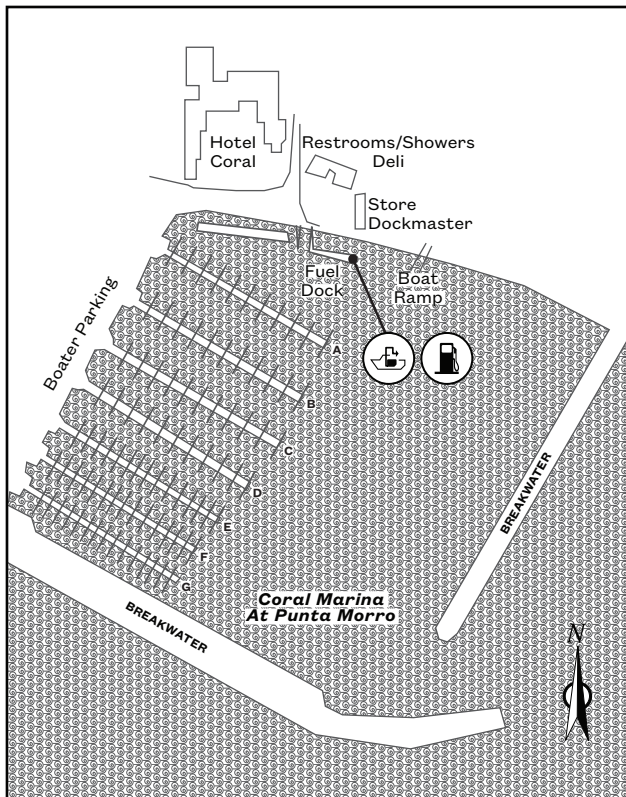 Hotel
Coral
Restrooms/Showers
Deli
Store
Dockmaster
Fuel
Dock
Boat
Ramp
Boater Parking
A
B
C
D
E
F
G
BREAKWATER
BREAKWATER
Coral Marina
At Punta Morro
N